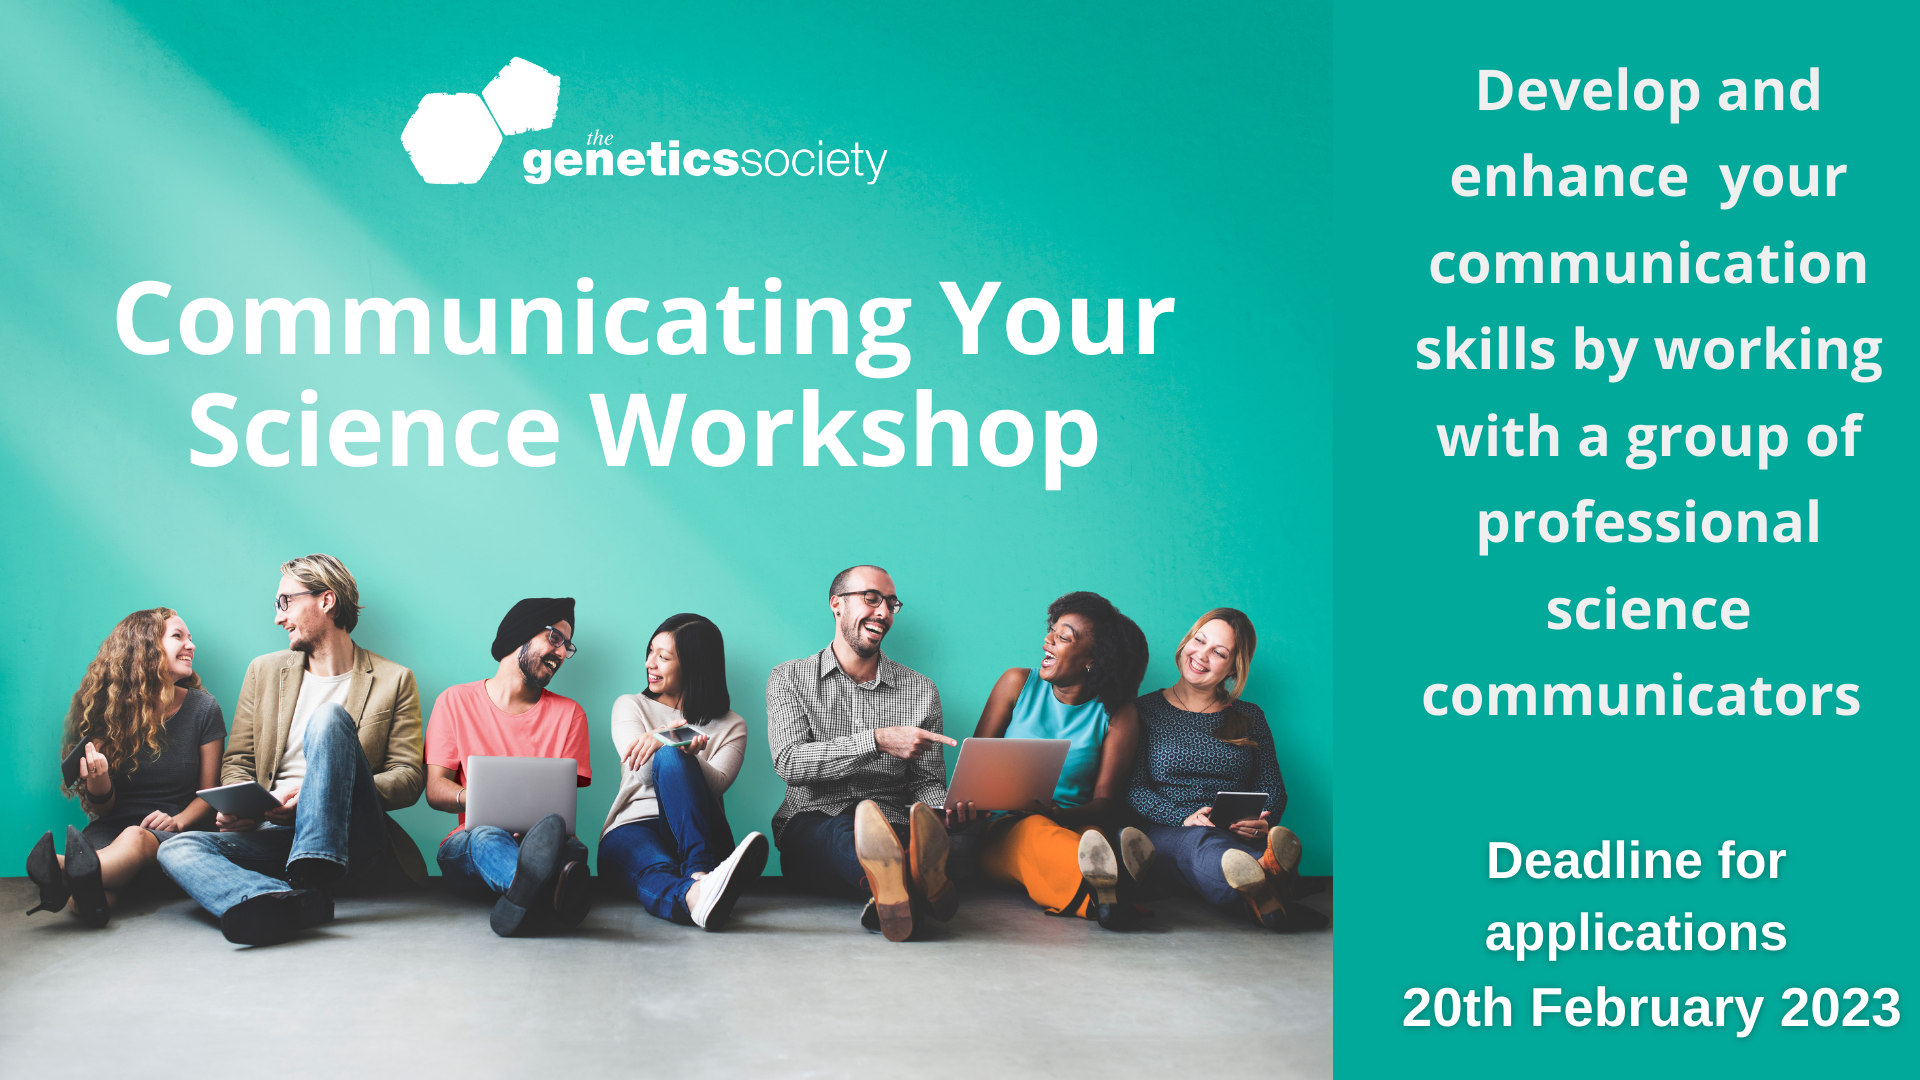 the
geneticssociety
Communicating Your
Science Workshop
Develop and
enhance  your
communication
skills by working
with a group of
professional
science
communicators
Deadline for
applications
20th February 2023